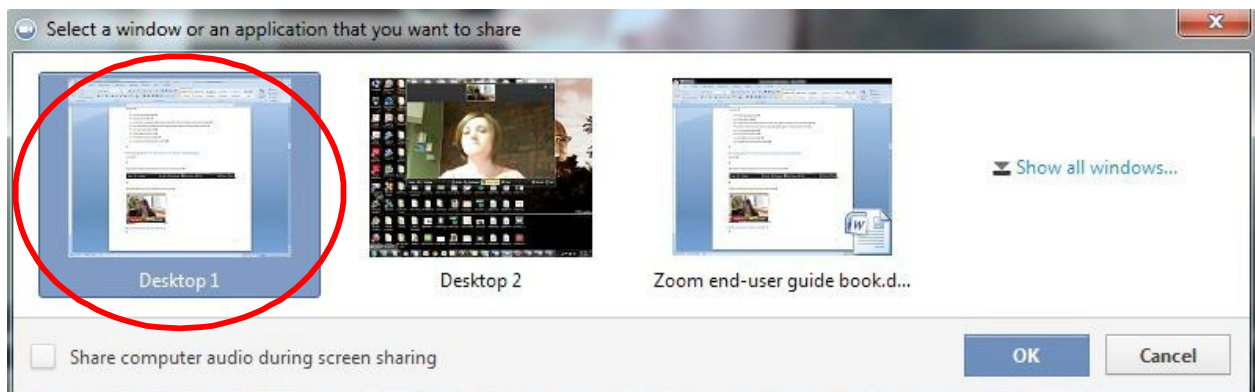 Select a window or an application that you want to share
Desktop 1
Desktop 2
Zoom end-user guide book.d...
Show all windows...
Share computer audio during screen sharing
OK
Cancel